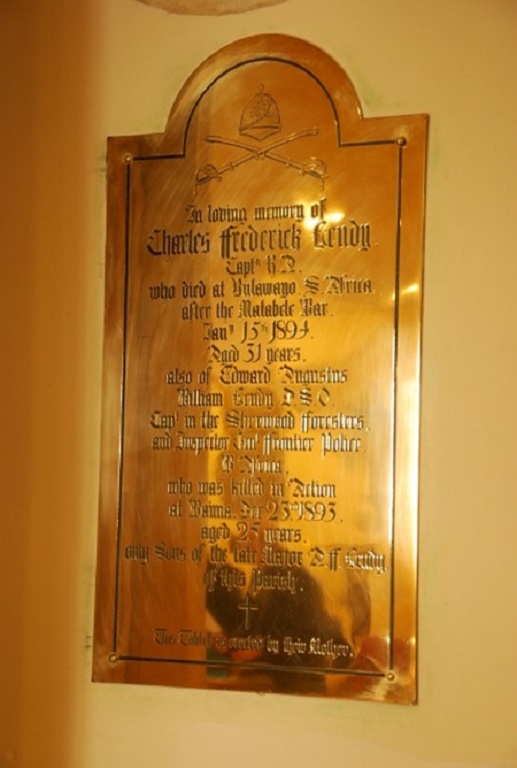 In loving memory of
Charles Frederick Lendy.
Captn R.A.
who died at Bulawayo, S. Africa
after the Matabele War.
Jany 15th 1894.
Aged 31 years.
also of Edward Augustus
William Lendy D.S.O.
Capt in the Sherwood Foresters,
and Inspector Genl Frontier Police
W Africa,
who was killed in Action
at Waima, Decr 23rd 1893,
aged 25 years.
only Sons of the late Major A. F. Lendy,
of this Parish.
This Tablet is erected by their Mother.